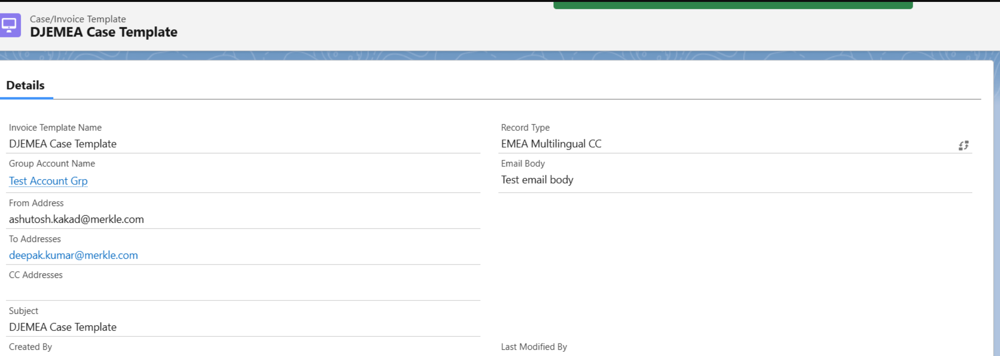 Case/Invoice Template
DJEMEA Case Template
Details
Invoice Template Name
DJEMEA Case Template
Record Type
EMEA Multilingual CC
Group Account Name
Test Account Grp
Email Body
Test email body
From Address
ashutosh.kakad@merkle.com
To Addresses
deepak.kumar@merkle.com
CC Addresses
Subject
DJEMEA Case Template
Created By
Last Modified By